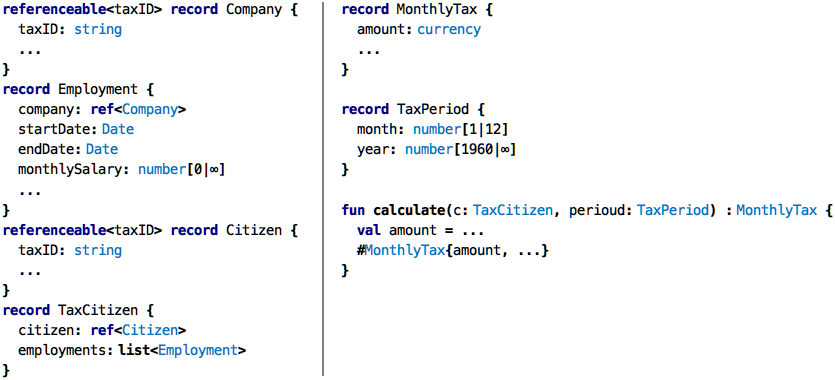 referenceable<taxID> record Company {
taxID: string
...
}
record Employment {
company: ref<Company>
startDate: Date
endDate: Date
monthlySalary: number[0|∞]
...
}
referenceable<taxID> record Citizen {
taxID: string
...
}
record TaxCitizen {
citizen: ref<Citizen>
employments: list<Employment>
}
record MonthlyTax {
amount: currency
...
}
record TaxPeriod {
month: number[1|12]
year: number[1960|∞]
}
fun calculate(c: TaxCitizen, perioud: TaxPeriod) : MonthlyTax {
val amount = ...
#MonthlyTax{amount, ...}
}